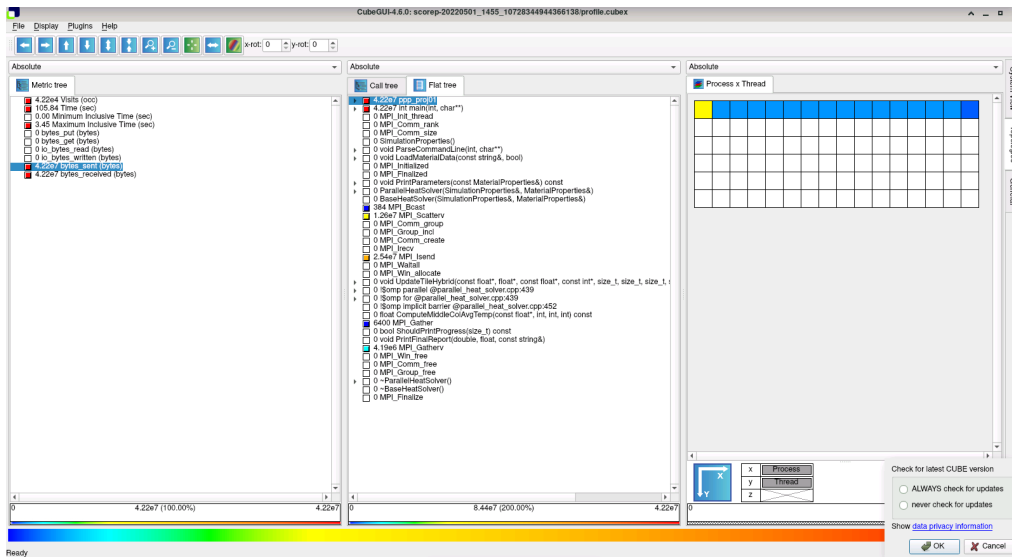 CubeGUI-4.6.0: scorep-20220501_1455_10728344944366138/profile.cubex
File Display Plugins Help
x-rot: 0 y-rot: 0
Absolute
Metric tree
4.22e4 Visits (occ)
105.84 Time (sec)
0.00 Minimum Inclusive Time (sec)
3.45 Maximum Inclusive Time (sec)
0 bytes_put (bytes)
0 bytes_get (bytes)
0 io_bytes_read (bytes)
0 io_bytes_written (bytes)
4.22e7 bytes_sent (bytes)
4.22e7 bytes_received (bytes)
0 4.22e7 (100.00%) 4.22e7
Absolute
Call tree Flat tree
4.22e7 ppp_proj01
4.22e7 int main(int, char**)
0 MPI_Init_thread
0 MPI_Comm_rank
0 MPI_Comm_size
0 SimulationProperties()
0 void ParseCommandLine(int, char**)
0 void LoadMaterialData(const string&, bool)
0 MPI_Initialized
0 MPI_Finalized
0 void PrintParameters(const MaterialProperties&) const
0 ParallelHeatSolver(SimulationProperties&, MaterialProperties&)
0 BaseHeatSolver(SimulationProperties&, MaterialProperties&)
384 MPI_Bcast
1.26e7 MPI_Scatterv
0 MPI_Comm_group
0 MPI_Group_incl
0 MPI_Comm_create
0 MPI_Irecv
2.54e7 MPI_Isend
0 MPI_Waitall
0 MPI_Win_allocate
0 void UpdateTileHybrid(const float*, float*, const float*, const int*, size_t, size_t, size_t, s
0 !$omp parallel @parallel_heat_solver.cpp:439
0 !$omp for @parallel_heat_solver.cpp:439
0 !$omp implicit barrier @parallel_heat_solver.cpp:452
0 float ComputeMiddleColAvgTemp(const float*, int, int, int) const
6400 MPI_Gather
0 bool ShouldPrintProgress(size_t) const
0 void PrintFinalReport(double, float, const string&)
4.19e6 MPI_Gatherv
0 MPI_Win_free
0 MPI_Comm_free
0 MPI_Group_free
0 ~ParallelHeatSolver()
0 ~BaseHeatSolver()
0 MPI_Finalize
0 8.44e7 (200.00%) 4.22e7
Absolute
Process x Thread
x Process
y Thread
z
X
Y
0
Check for latest CUBE version
ALWAYS check for updates
never check for updates
Show data privacy information
OK Cancel
Ready